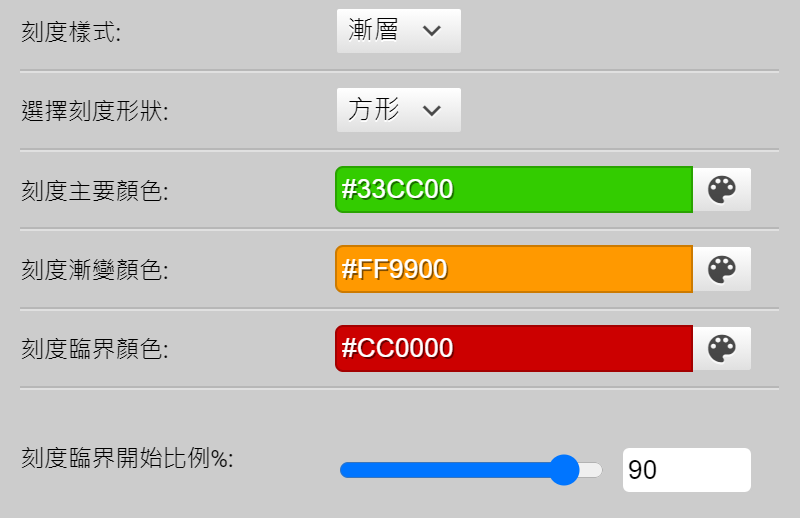 刻度樣式: 漸層
選擇刻度形狀: 方形
刻度主要顏色: #33CC00
刻度漸變顏色: #FF9900
刻度臨界顏色: #CC0000
刻度臨界開始比例%: 90